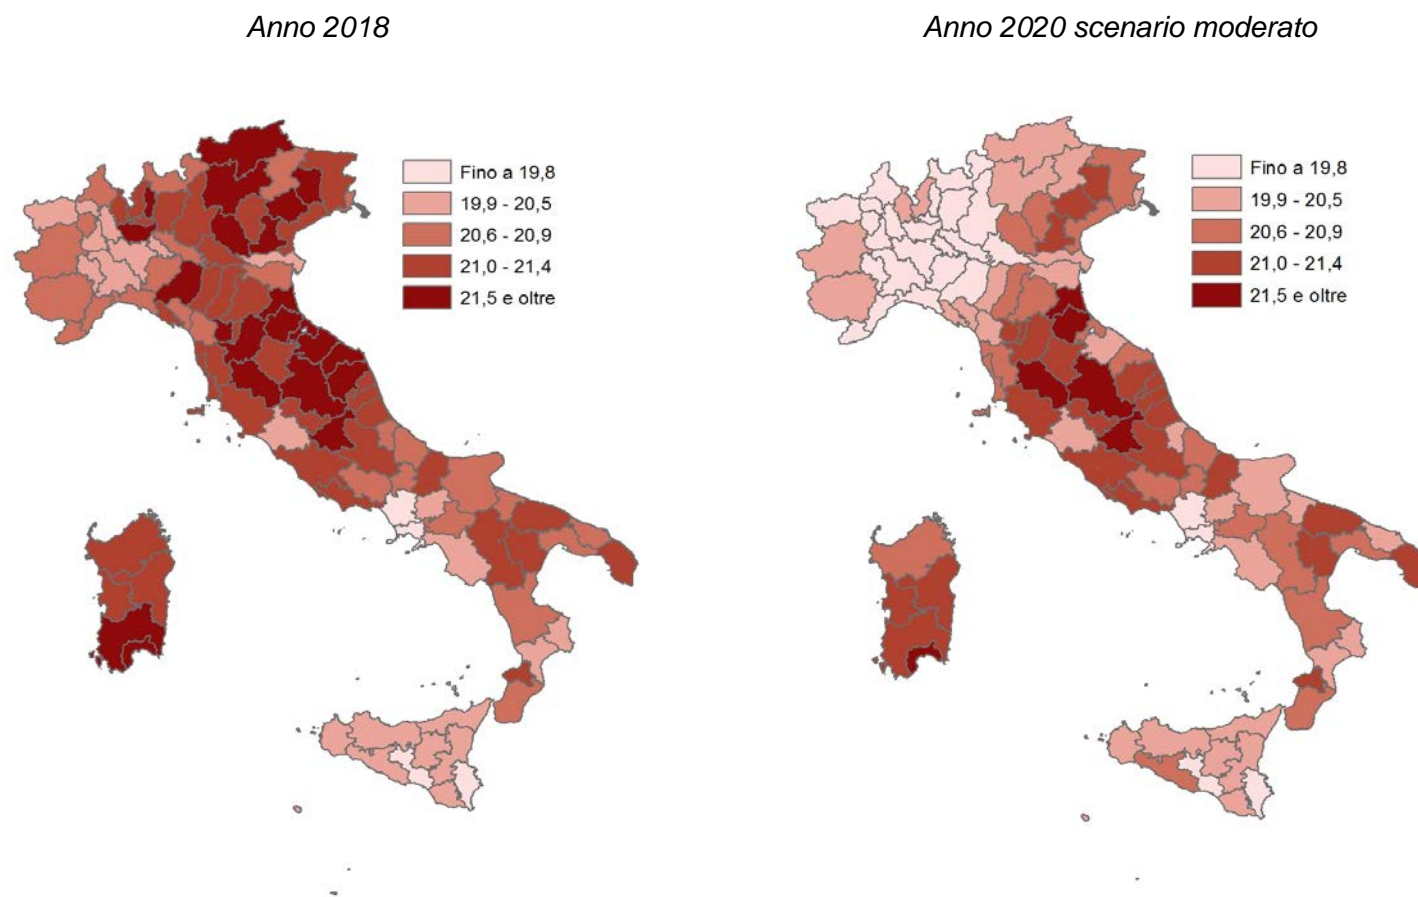 Anno 2018
Anno 2020 scenario moderato
Fino a 19,8
19,9 - 20,5
20,6 - 20,9
21,0 - 21,4
21,5 e oltre
Fino a 19,8
19,9 - 20,5
20,6 - 20,9
21,0 - 21,4
21,5 e oltre